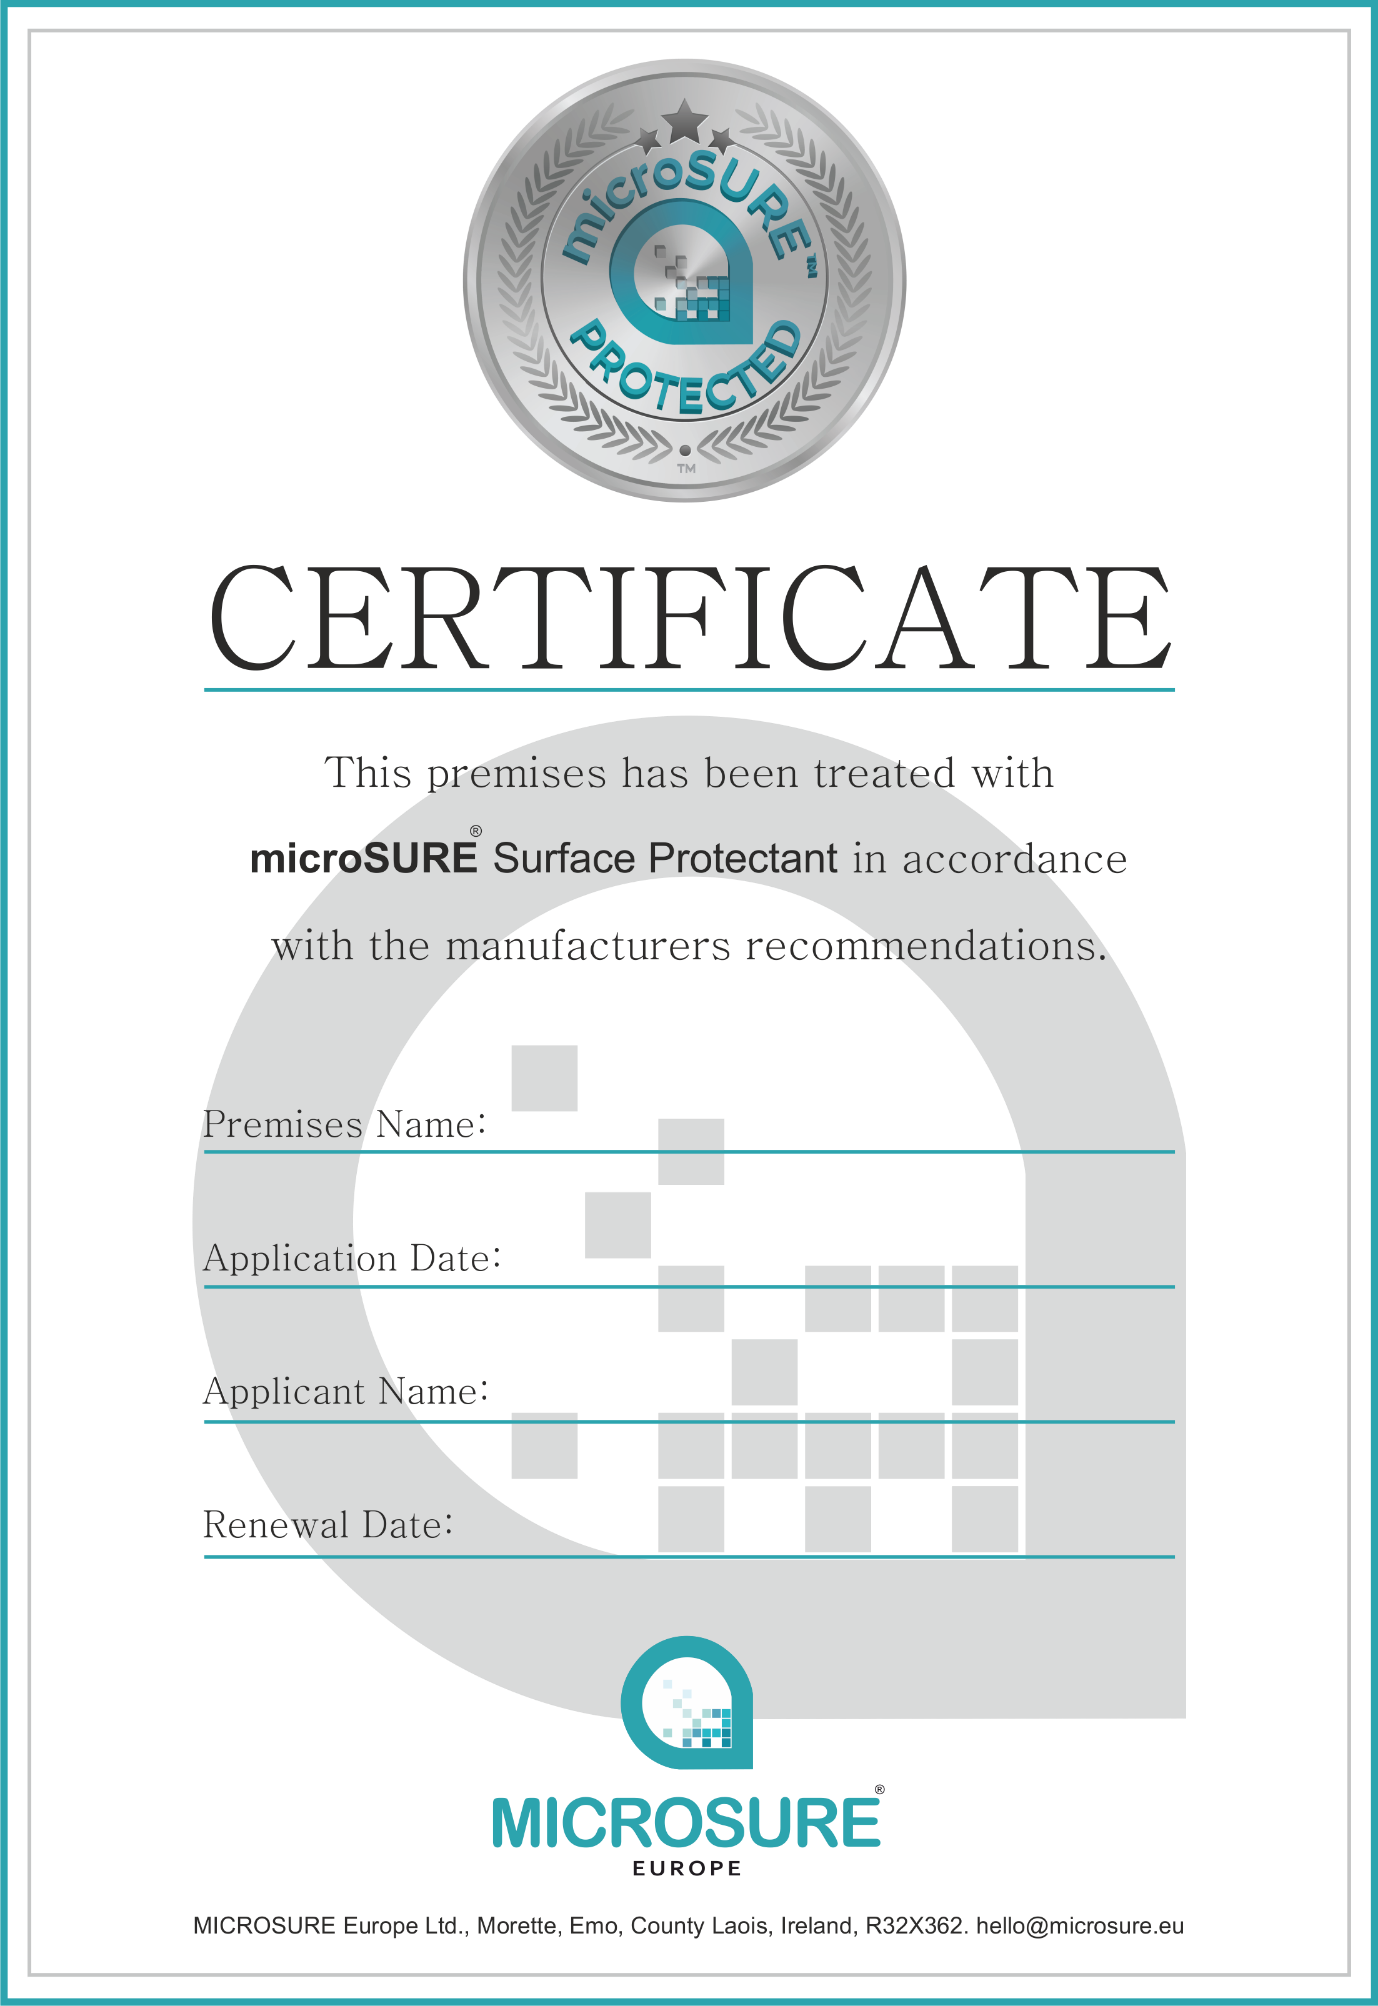 microSURE™
PROTECTED
TM
CERTIFICATE
This premises has been treated with
microSURE® Surface Protectant in accordance
with the manufacturers recommendations.
Premises Name:
Application Date:
Applicant Name:
Renewal Date:
MICROSURE®
EUROPE
MICROSURE Europe Ltd., Morette, Emo, County Laois, Ireland, R32X362. hello@microsure.eu